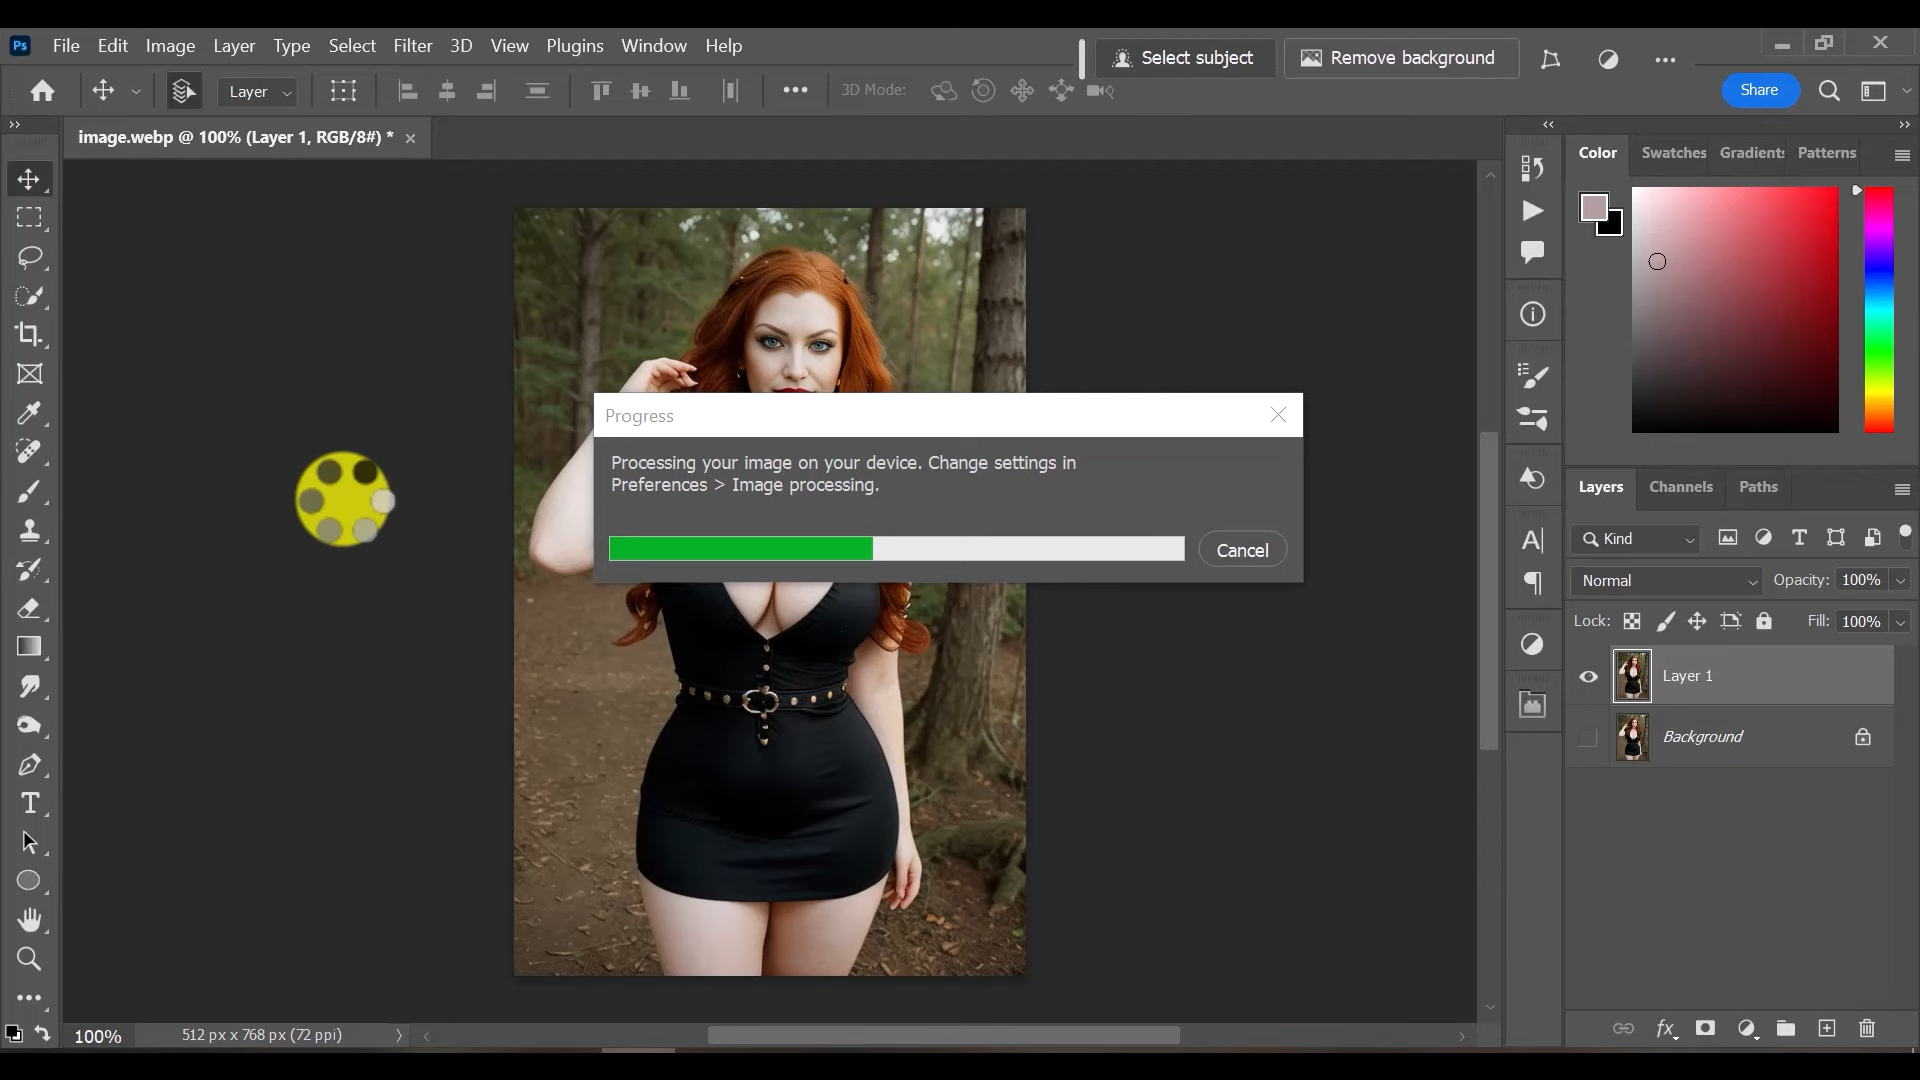 Ps File Edit Image Layer Type Select Filter 3D View Plugins Window Help
Select subject Remove background
Layer 3D Mode: Share
image.webp @ 100% (Layer 1, RGB/8#) *
Color Swatches Gradients Patterns
Progress
Processing your image on your device. Change settings in
Preferences > Image processing.
Cancel
Layers Channels Paths
Kind
Normal Opacity: 100%
Lock: Fill: 100%
Layer 1
Background
100% 512 px x 768 px (72 ppi)